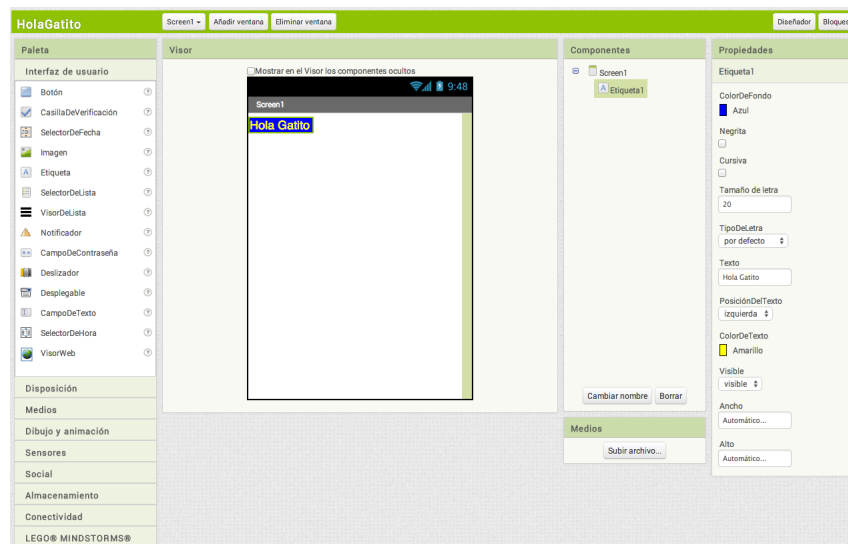 HolaGatito
Screen1
Añadir ventana
Eliminar ventana
Diseñador
Bloques
Paleta
Interfaz de usuario
Botón
CasillaDeVerificación
SelectorDeFecha
Imagen
Etiqueta
SelectorDeLista
VisorDeLista
Notificador
CampoDeContraseña
Deslizador
Desplegable
CampoDeTexto
SelectorDeHora
VisorWeb
Disposición
Medios
Dibujo y animación
Sensores
Social
Almacenamiento
Conectividad
LEGO® MINDSTORMS®
Visor
Mostrar en el Visor los componentes ocultos
9:48
Screen1
Hola Gatito
Componentes
Screen1
A Etiqueta1
Cambiar nombre
Borrar
Medios
Subir archivo...
Propiedades
Etiqueta1
ColorDeFondo
Azul
Negrita
Cursiva
Tamaño de letra
20
TipoDeLetra
por defecto
Texto
Hola Gatito
PosiciónDelTexto
izquierda
ColorDeTexto
Amarillo
Visible
visible
Ancho
Automático...
Alto
Automático...